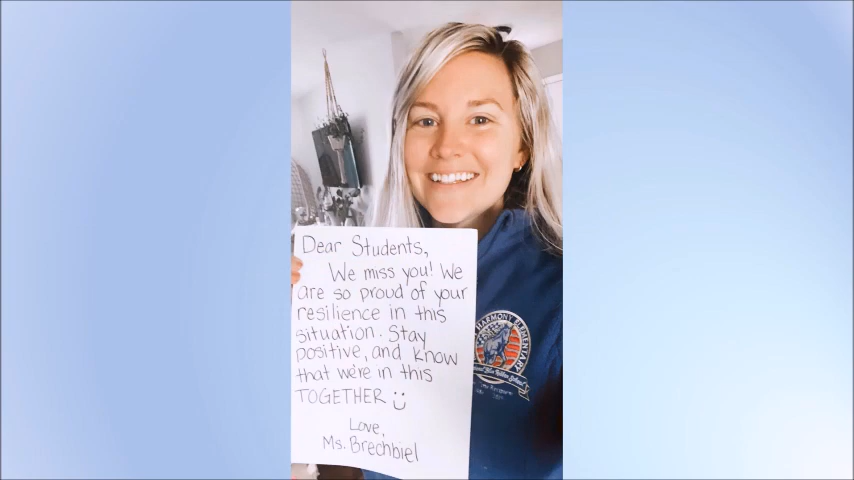 Dear Students,
We miss you! We
are so proud of your
resilience in this
situation. Stay
positive, and know
that we're in this
TOGETHER
Love,
Ms. Brechbiel
HARMONY ELEMENTARY